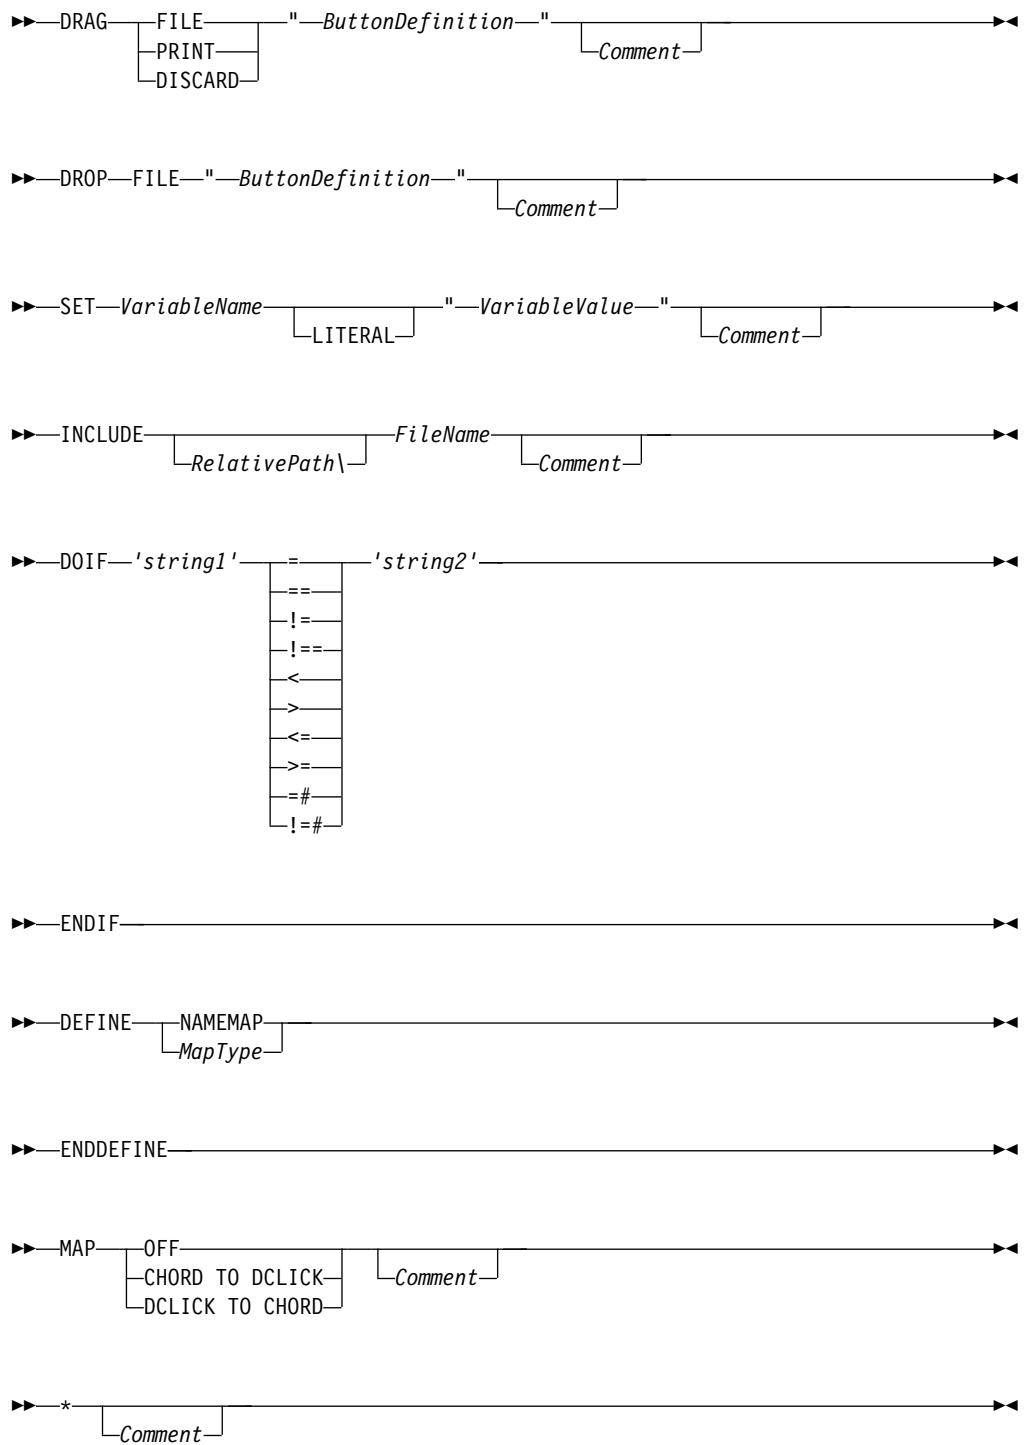 DRAG FILE " ButtonDefinition "
PRINT Comment
DISCARD
DROP FILE " ButtonDefinition "
Comment
SET VariableName " VariableValue "
LITERAL Comment
INCLUDE FileName
RelativePath\ Comment
DOIF 'string1' = 'string2'
==
!=
!==
<
>
<=
>=
=#
!=#
ENDIF
DEFINE NAMEMAP
MapType
ENDDEFINE
MAP OFF
CHORD TO DCLICK Comment
DCLICK TO CHORD
*
Comment